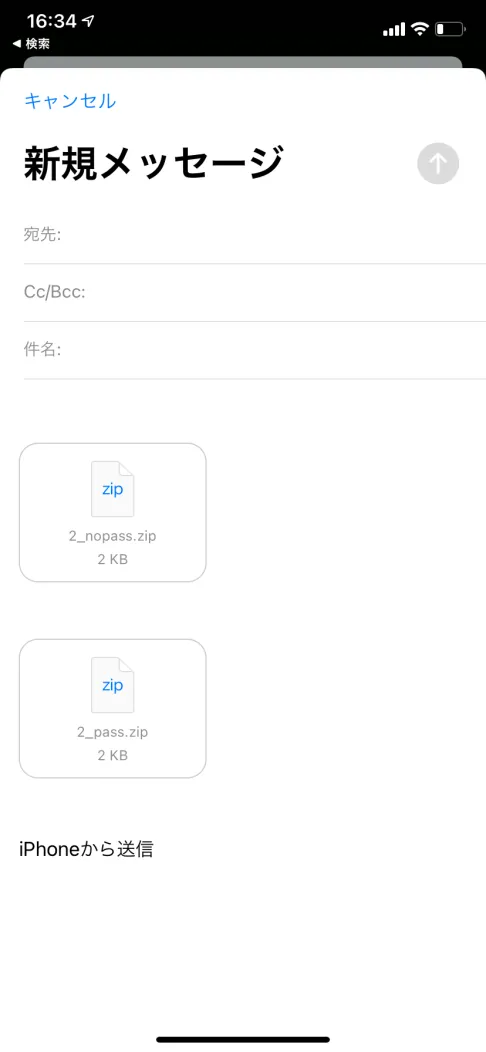 16:34
◀ 検索
キャンセル
新規メッセージ
宛先:
Cc/Bcc:
件名:
zip
2_nopass.zip
2 KB
zip
2_pass.zip
2 KB
iPhoneから送信